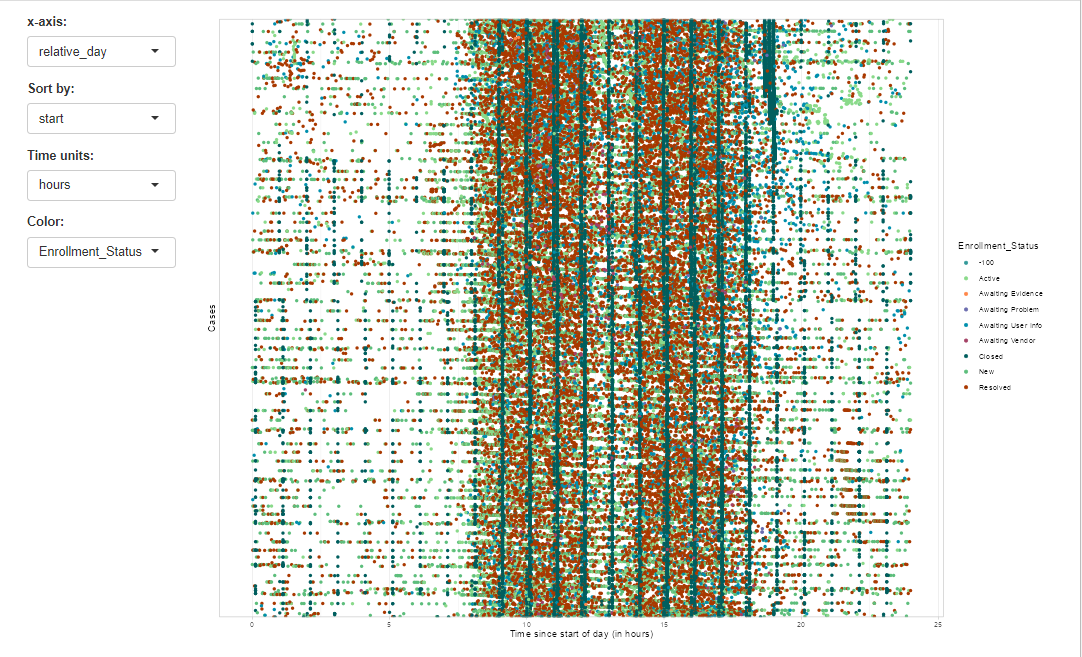 x-axis:
relative_day
Sort by:
start
Time units:
hours
Color:
Enrollment_Status
Cases
0 5 10 15 20 25
Time since start of day (in hours)
Enrollment_Status
-100
Active
Awaiting Evidence
Awaiting Problem
Awaiting User Info
Awaiting Vendor
Closed
New
Resolved